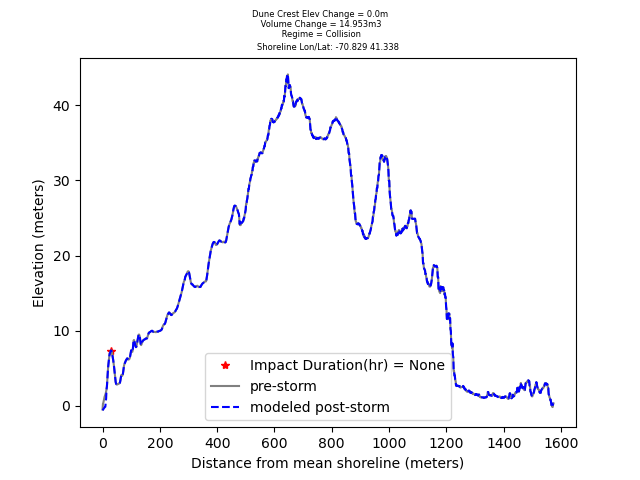 Dune Crest Elev Change = 0.0m
Volume Change = 14.953m3
Regime = Collision
Shoreline Lon/Lat: -70.829 41.338
40
30
20
10
0
Elevation (meters)
Impact Duration(hr) = None
pre-storm
modeled post-storm
0 200 400 600 800 1000 1200 1400 1600
Distance from mean shoreline (meters)